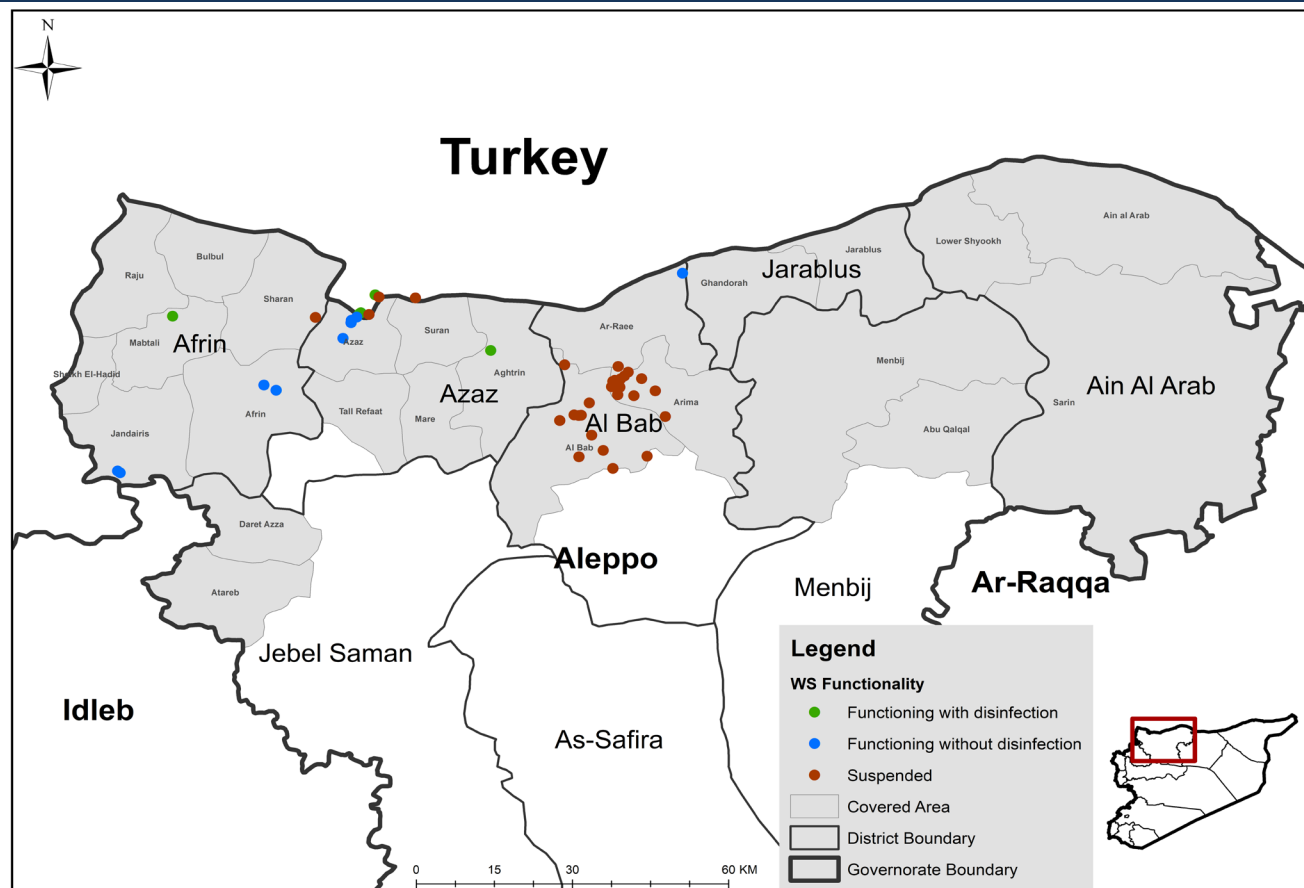 N
Turkey
Ain al Arab
Lower Shyookh
Jarablus
Bulbul
Raju
Jarablus
Ghandorah
Sharan
Ar-Raee
Suran
Azaz
Mabtali
Afrin
Menbij
Sheikh El-Hadid
Aghtrin
Ain Al Arab
Azaz
Arima
Sarin
Afrin
Tall Refaat
Mare
Al Bab
Abu Qalqal
Jandairis
Al Bab
Daret Azza
Aleppo
Menbij
Ar-Raqqa
Atareb
Jebel Saman
Idleb
As-Safira
Legend
WS Functionality
Functioning with disinfection
Functioning without disinfection
Suspended
Covered Area
District Boundary
Governorate Boundary
0 15 30 60 KM